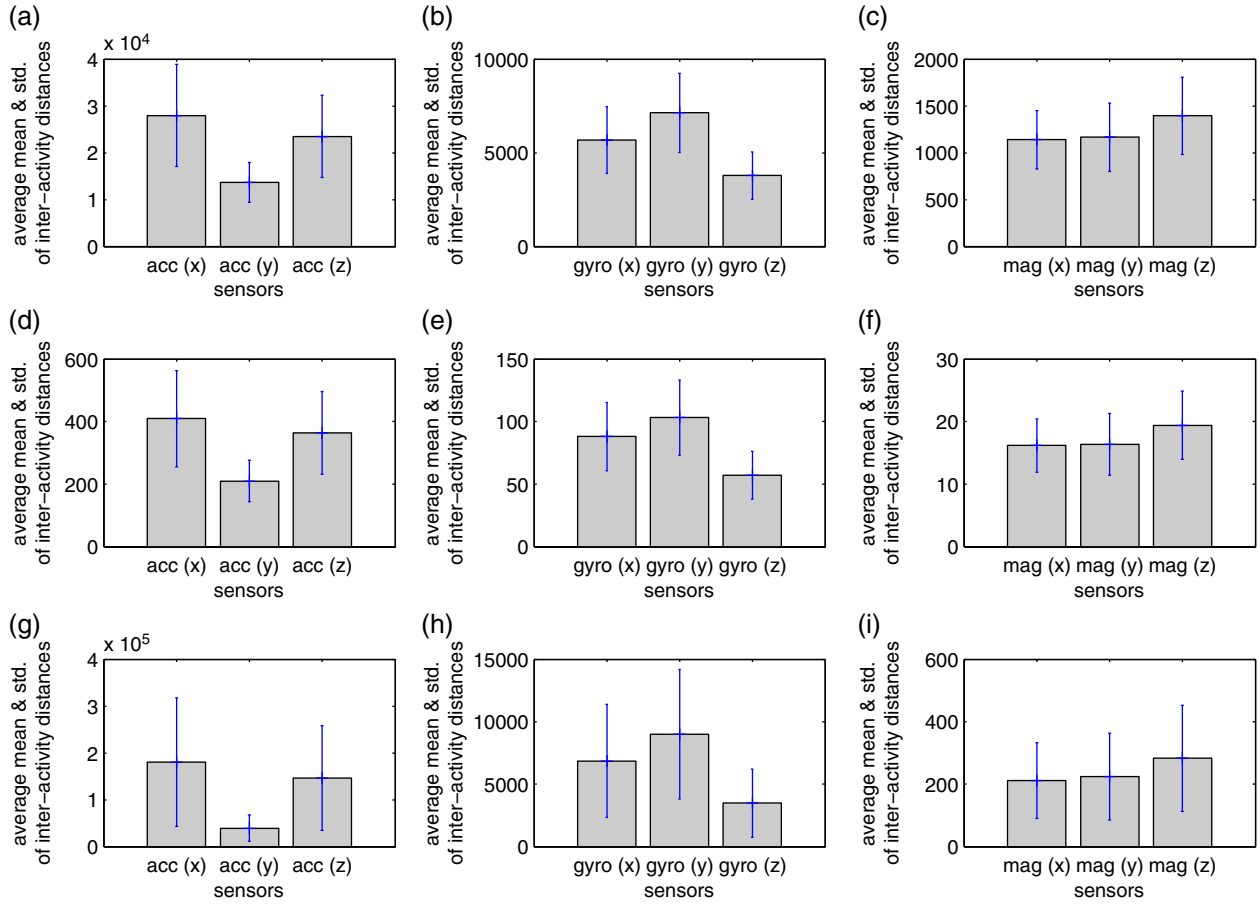 (a)
average mean & std.
of inter−activity distances
x 10⁴
4
3
2
1
0
acc (x) acc (y) acc (z)
sensors
(b)
average mean & std.
of inter−activity distances
10000
5000
0
gyro (x) gyro (y) gyro (z)
sensors
(c)
average mean & std.
of inter−activity distances
2000
1500
1000
500
0
mag (x) mag (y) mag (z)
sensors
(d)
average mean & std.
of inter−activity distances
600
400
200
0
acc (x) acc (y) acc (z)
sensors
(e)
average mean & std.
of inter−activity distances
150
100
50
0
gyro (x) gyro (y) gyro (z)
sensors
(f)
average mean & std.
of inter−activity distances
30
20
10
0
mag (x) mag (y) mag (z)
sensors
(g)
average mean & std.
of inter−activity distances
x 10⁵
4
3
2
1
0
acc (x) acc (y) acc (z)
sensors
(h)
average mean & std.
of inter−activity distances
15000
10000
5000
0
gyro (x) gyro (y) gyro (z)
sensors
(i)
average mean & std.
of inter−activity distances
600
400
200
0
mag (x) mag (y) mag (z)
sensors